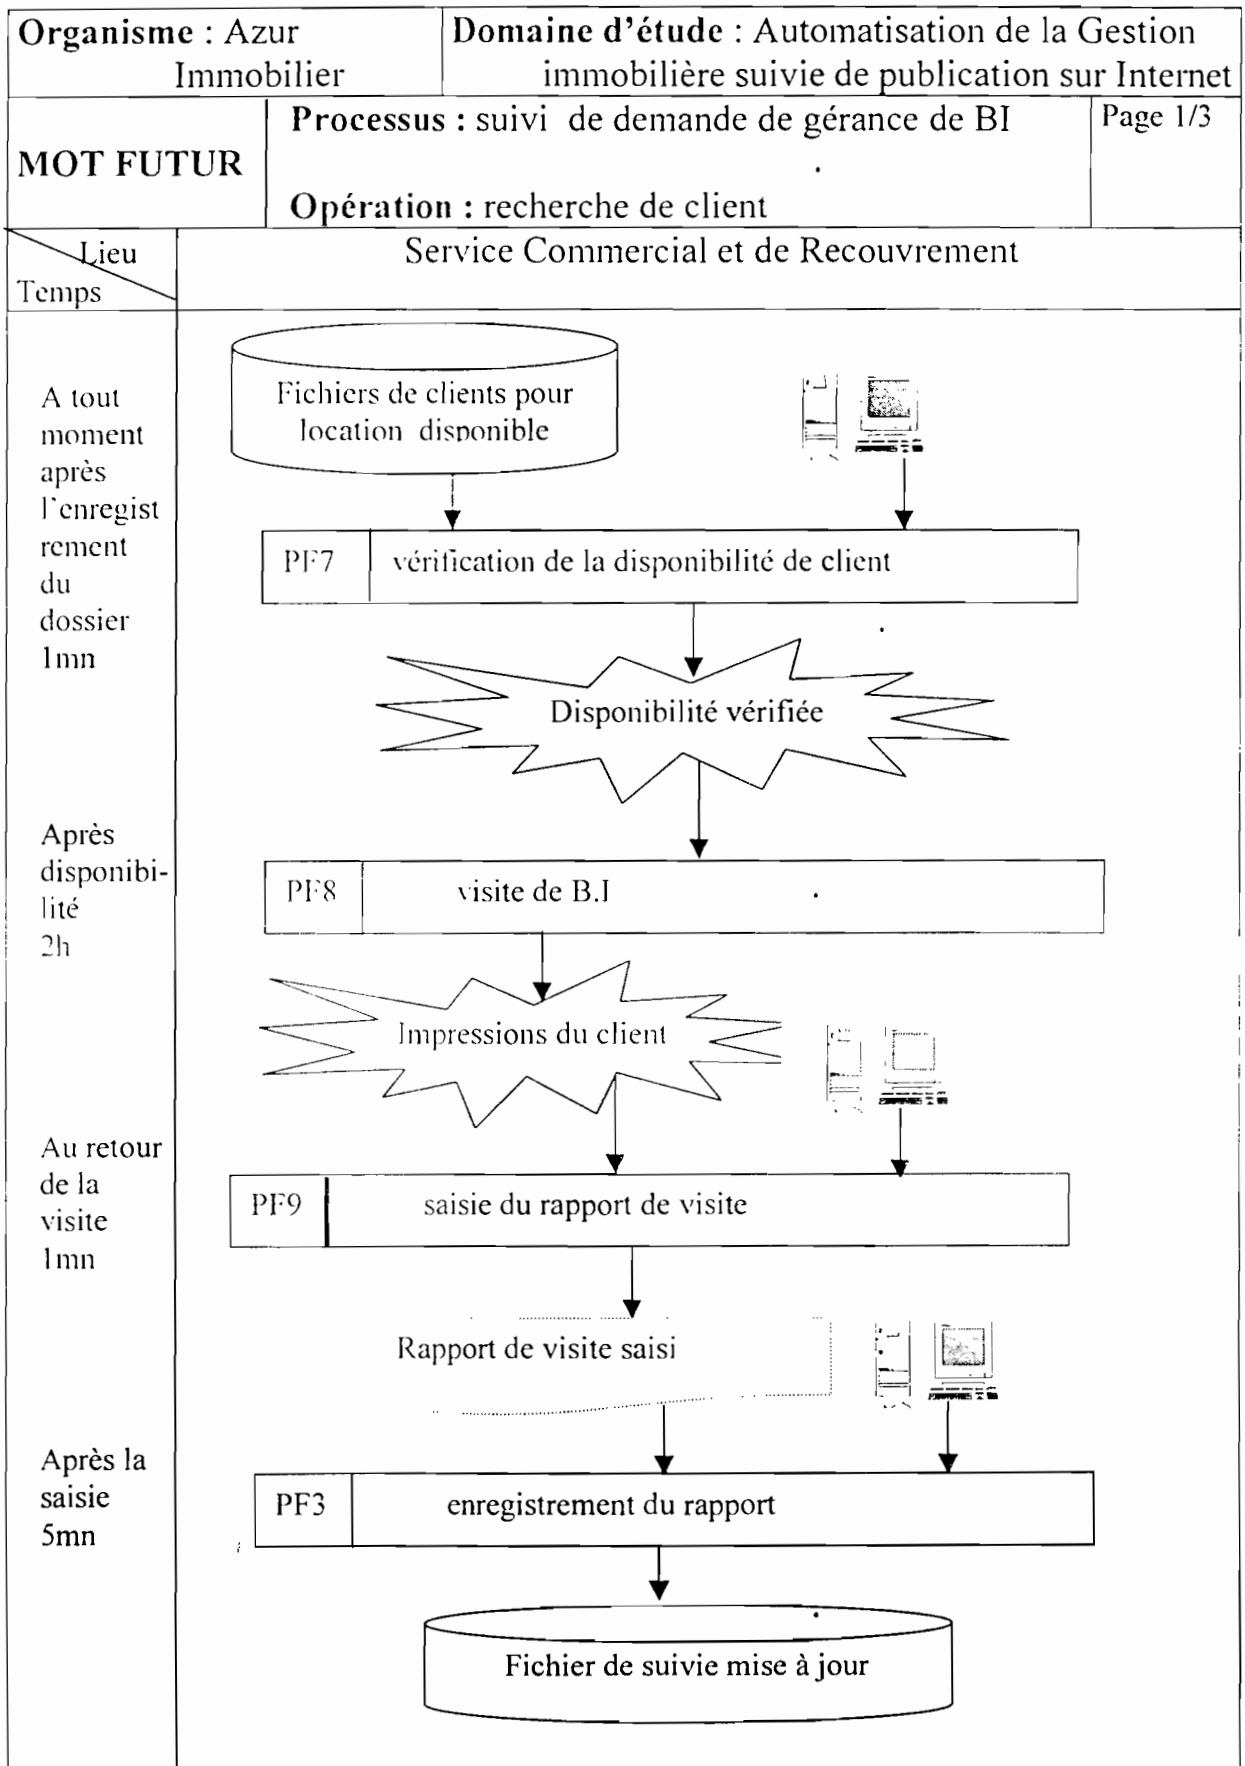 Organisme : Azur
Immobilier
Domaine d'étude : Automatisation de la Gestion
immobilière suivie de publication sur Internet
MOT FUTUR
Processus : suivi de demande de gérance de BI
Opération : recherche de client
Page 1/3
Lieu
Temps
Service Commercial et de Recouvrement
A tout
moment
après
l'enregist
rement
du
dossier
1mn
Fichiers de clients pour
location disponible
PF7
vérification de la disponibilité de client
Disponibilité vérifiée
Après
disponibi-
lité
2h
PF8
visite de B.I
Impressions du client
Au retour
de la
visite
1mn
PF9
saisie du rapport de visite
Rapport de visite saisi
Après la
saisie
5mn
PF3
enregistrement du rapport
Fichier de suivie mise à jour